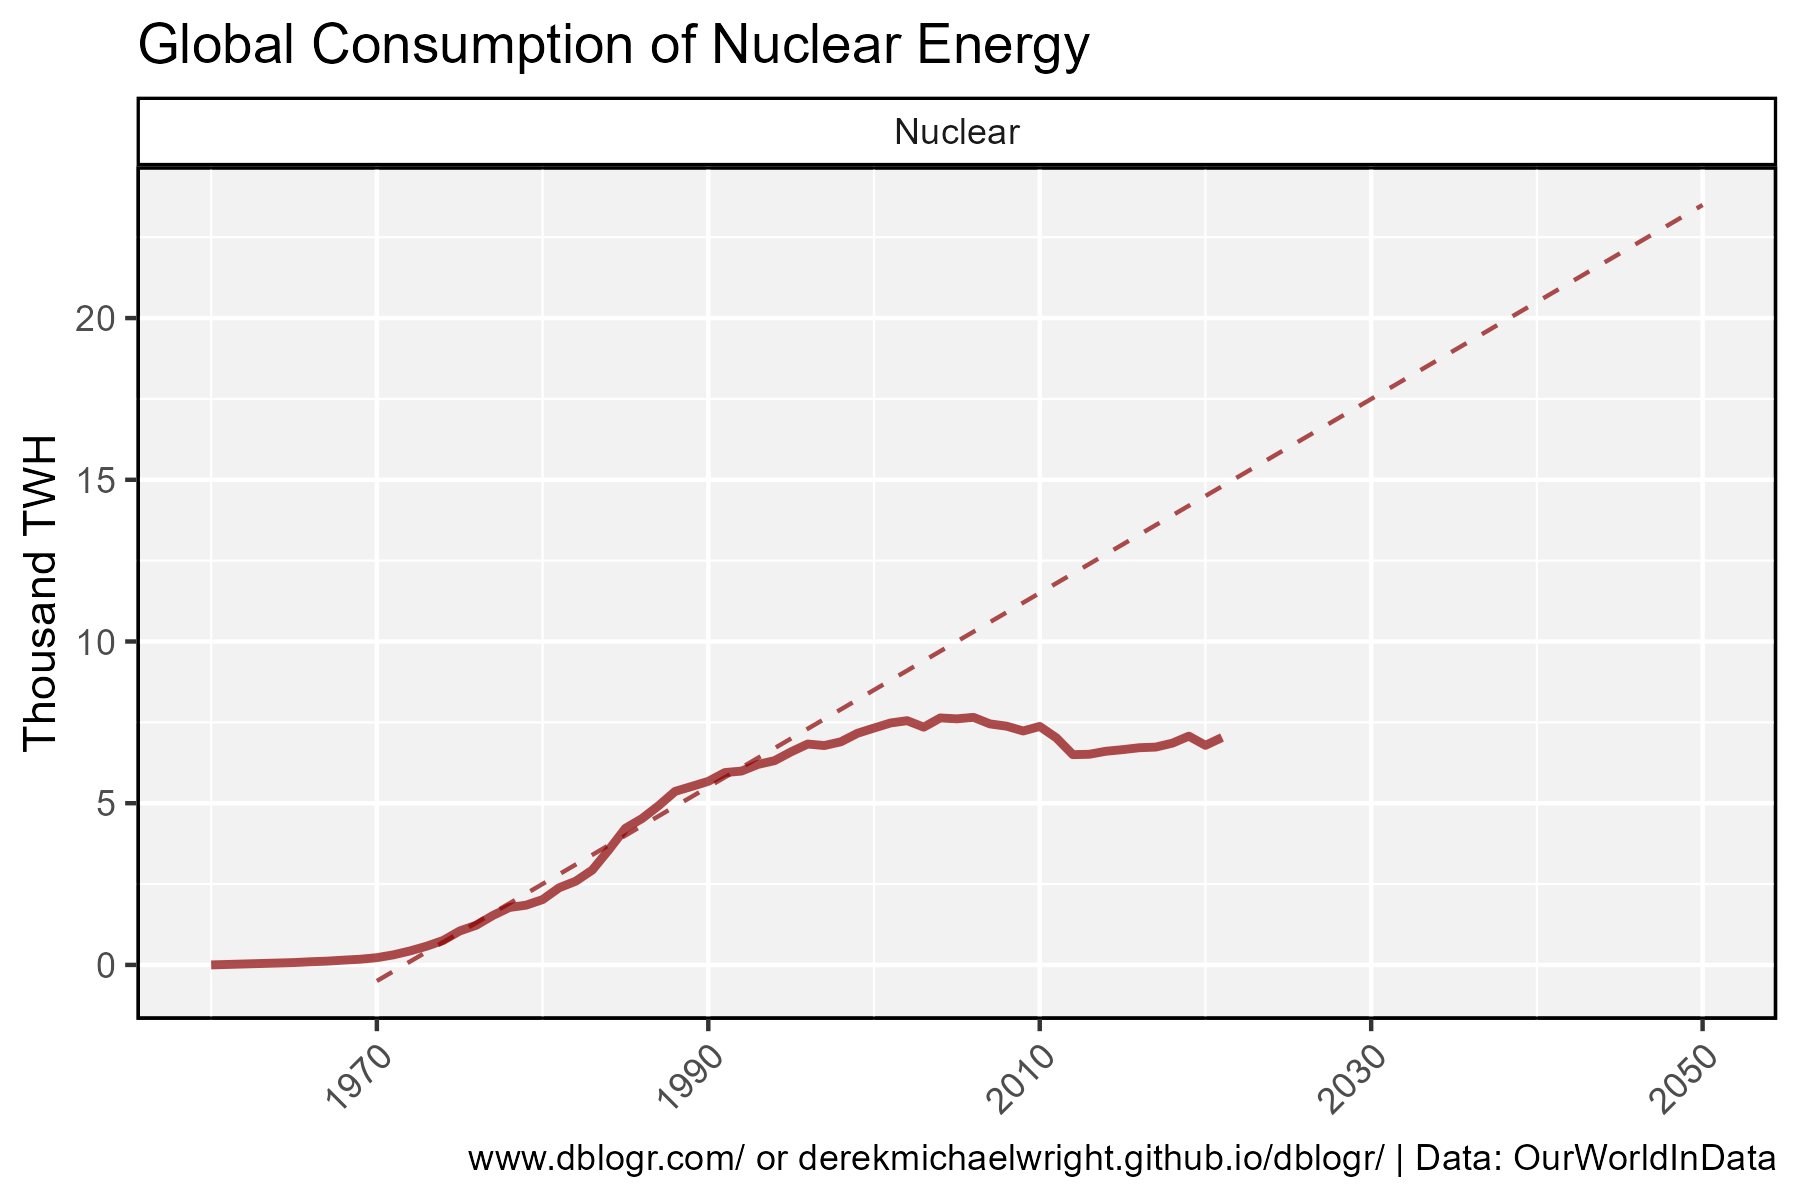 Global Consumption of Nuclear Energy
Nuclear
Thousand TWH
20
15
10
5
0
1970
1990
2010
2030
2050
www.dblogr.com/ or derekmichaelwright.github.io/dblogr/ | Data: OurWorldInData